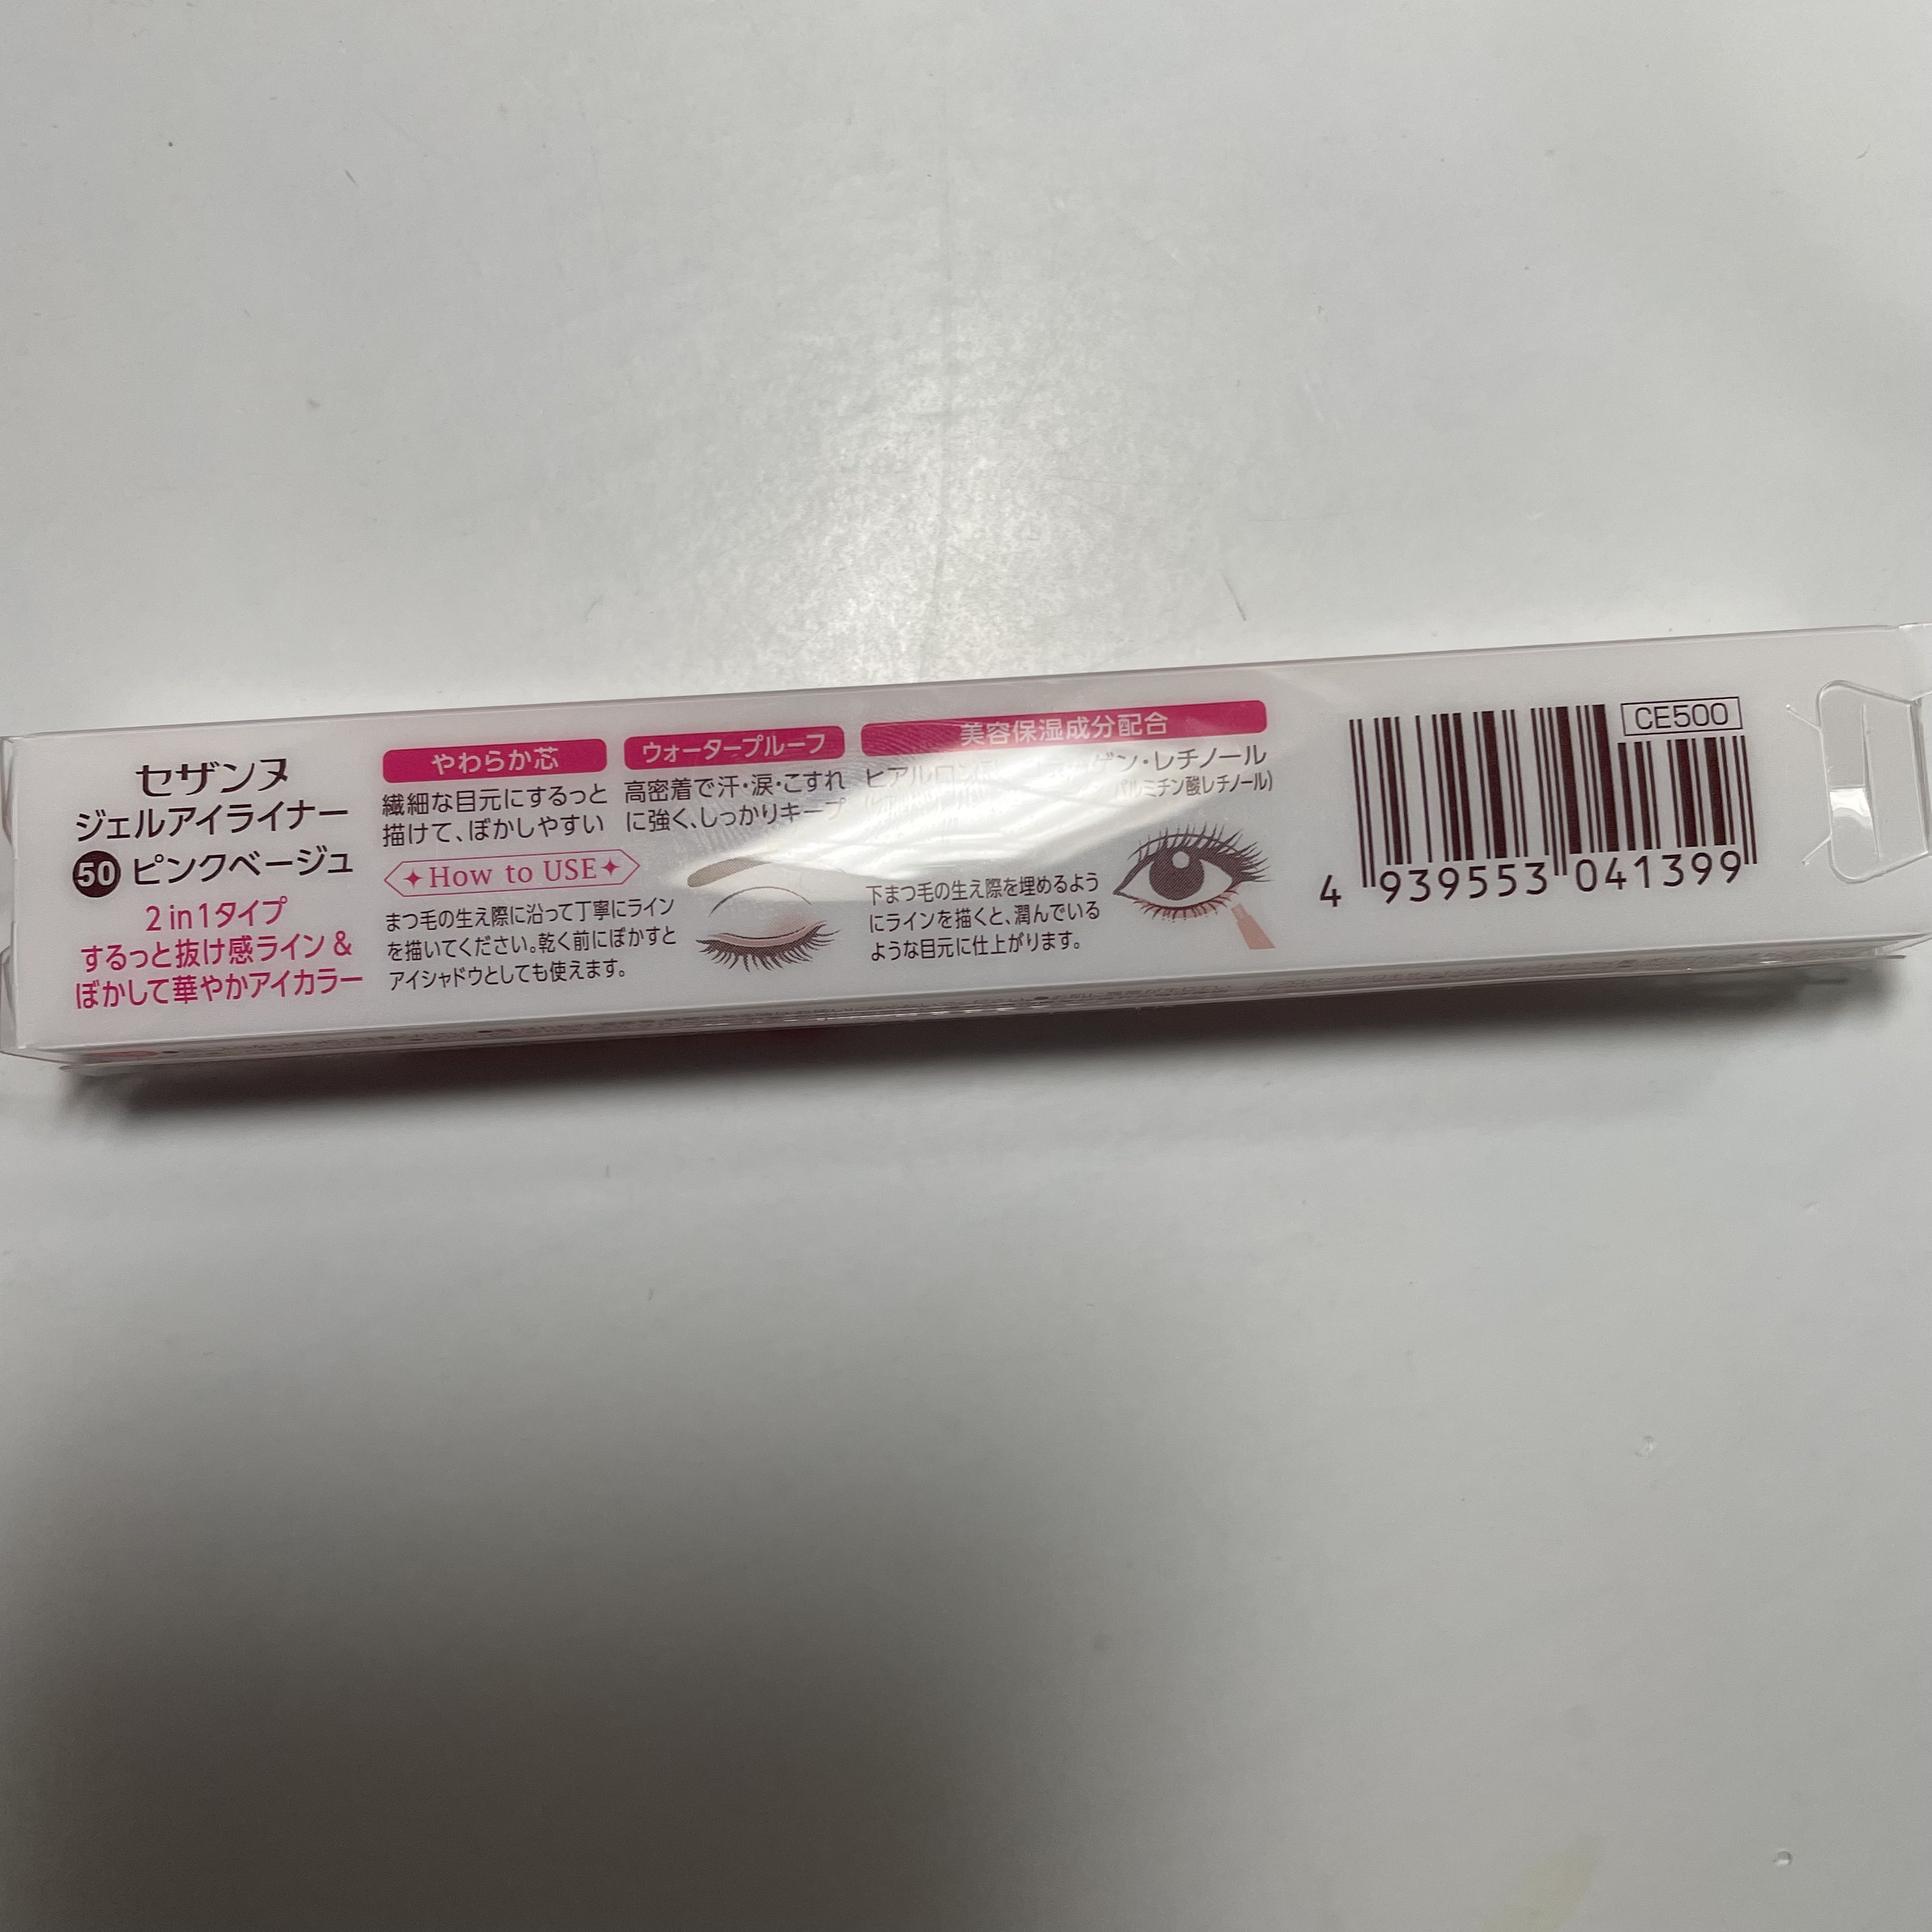 セザンヌ
ジェルアイライナー
50 ピンクベージュ
2 in 1タイプ
するっと抜け感ライン &
ぼかして華やかアイカラー
やわらか芯
繊細な目元にするっと
描けて、ぼかしやすい
ウォータープルーフ
高密着で汗・涙・こすれ
に強く、しっかりキープ
美容保湿成分配合
ヒアルロン ゲン・レチノール
パルミチン酸レチノール)
How to USE
まつ毛の生え際に沿って丁寧にライン
を描いてください。乾く前にぼかすと
アイシャドウとしても使えます。
下まつ毛の生え際を埋めるよう
にラインを描くと、潤んでいる
ような目元に仕上がります。
CE500
4 939553 041399